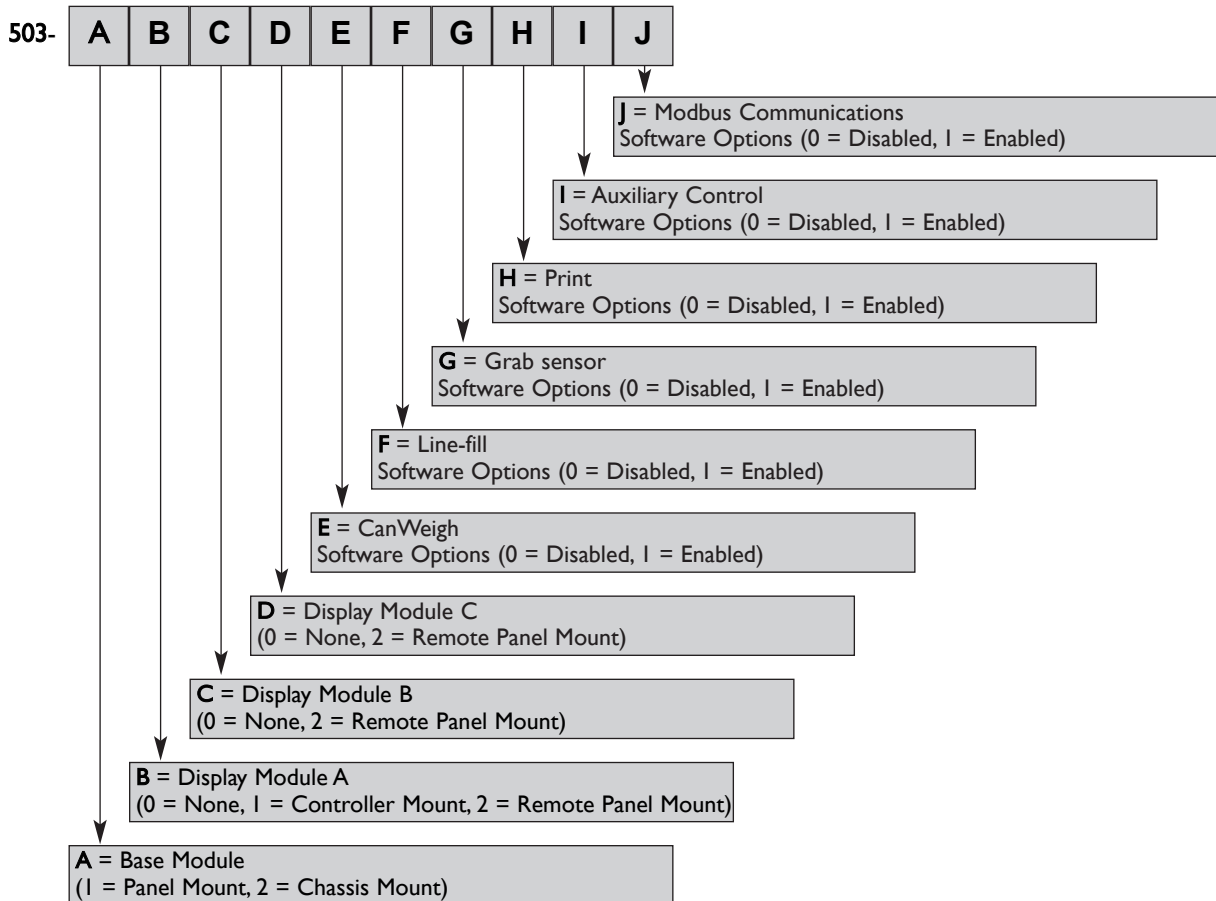 503- A B C D E F G H I J
J = Modbus Communications
Software Options (0 = Disabled, 1 = Enabled)
I = Auxiliary Control
Software Options (0 = Disabled, 1 = Enabled)
H = Print
Software Options (0 = Disabled, 1 = Enabled)
G = Grab sensor
Software Options (0 = Disabled, 1 = Enabled)
F = Line-fill
Software Options (0 = Disabled, 1 = Enabled)
E = CanWeigh
Software Options (0 = Disabled, 1 = Enabled)
D = Display Module C
(0 = None, 2 = Remote Panel Mount)
C = Display Module B
(0 = None, 2 = Remote Panel Mount)
B = Display Module A
(0 = None, 1 = Controller Mount, 2 = Remote Panel Mount)
A = Base Module
(1 = Panel Mount, 2 = Chassis Mount)